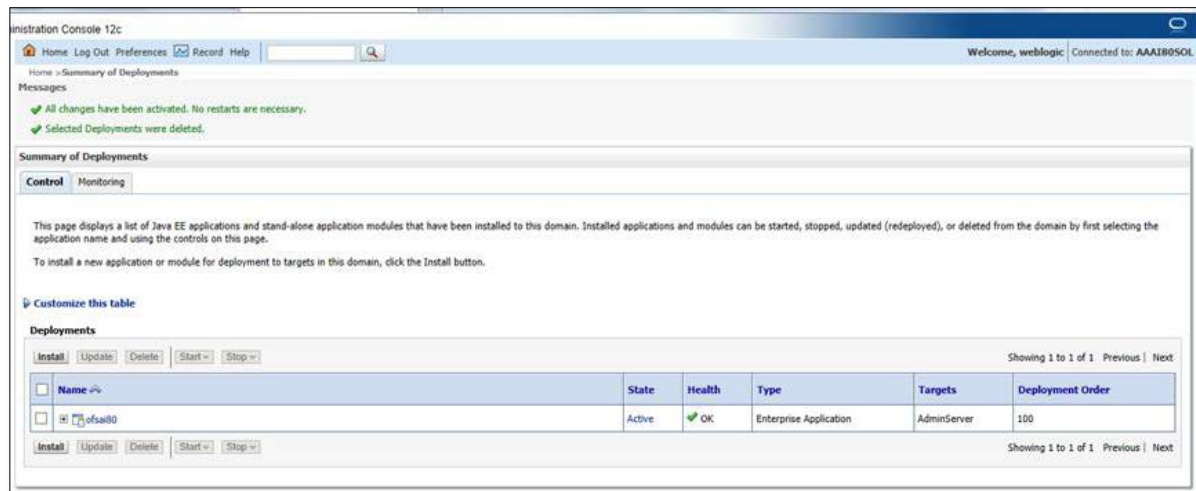 inistration Console 12c
Home Log Out Preferences Record Help
Welcome, weblogic Connected to: AAAI80SOL
Home >Summary of Deployments
Messages
All changes have been activated. No restarts are necessary.
Selected Deployments were deleted.
Summary of Deployments
Control Monitoring
This page displays a list of Java EE applications and stand-alone application modules that have been installed to this domain. Installed applications and modules can be started, stopped, updated (redeployed), or deleted from the domain by first selecting the
application name and using the controls on this page.
To install a new application or module for deployment to targets in this domain, click the Install button.
Customize this table
Deployments
Install Update Delete Start Stop Showing 1 to 1 of 1 Previous | Next
Name State Health Type Targets Deployment Order
ofsai80 Active OK Enterprise Application AdminServer 100
Install Update Delete Start Stop Showing 1 to 1 of 1 Previous | Next